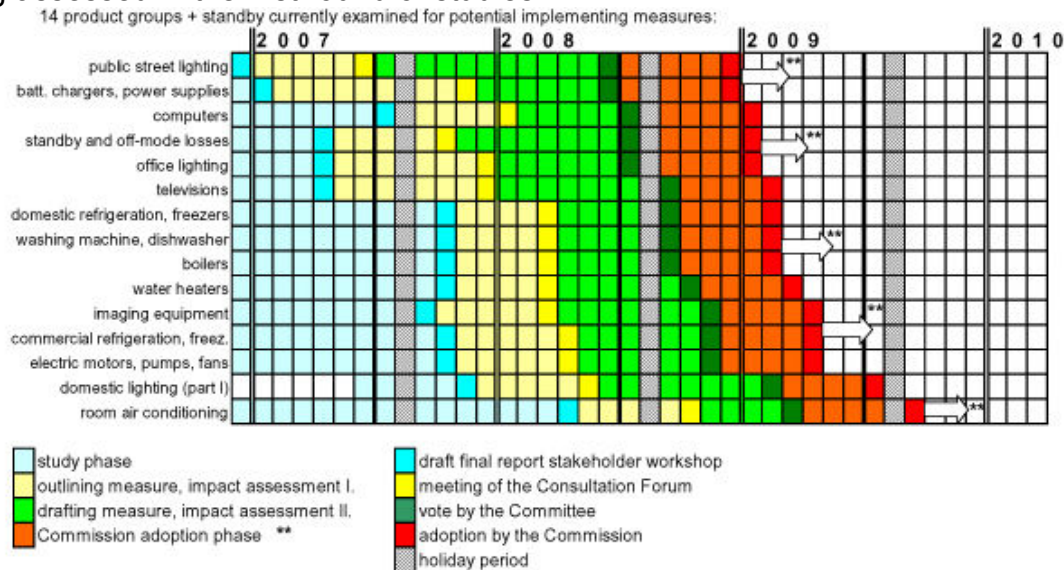 14 product groups + standby currently examined for potential implementing measures:
2 0 0 7 2 0 0 8 2 0 0 9 2 0 1 0
public street lighting **
batt. chargers, power supplies
computers
standby and off-mode losses **
office lighting
televisions
domestic refrigeration, freezers
washing machine, dishwasher **
boilers
water heaters
imaging equipment **
commercial refrigeration, freez.
electric motors, pumps, fans
domestic lighting (part I)
room air conditioning **
study phase
outlining measure, impact assessment I.
drafting measure, impact assessment II.
Commission adoption phase **
draft final report stakeholder workshop
meeting of the Consultation Forum
vote by the Committee
adoption by the Commission
holiday period